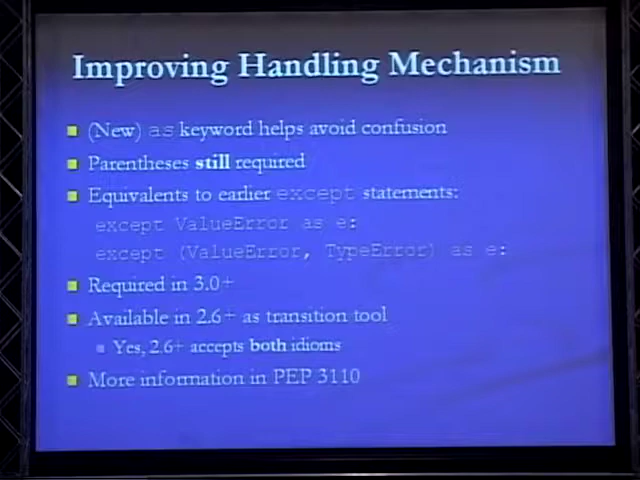 Improving Handling Mechanism
(New) as keyword helps avoid confusion
Parentheses still required
Equivalents to earlier except statements:
except ValueError as e:
except (ValueError, TypeError) as e:
Required in 3.0+
Available in 2.6+ as transition tool
Yes, 2.6+ accepts both idioms
More information in PEP 3110